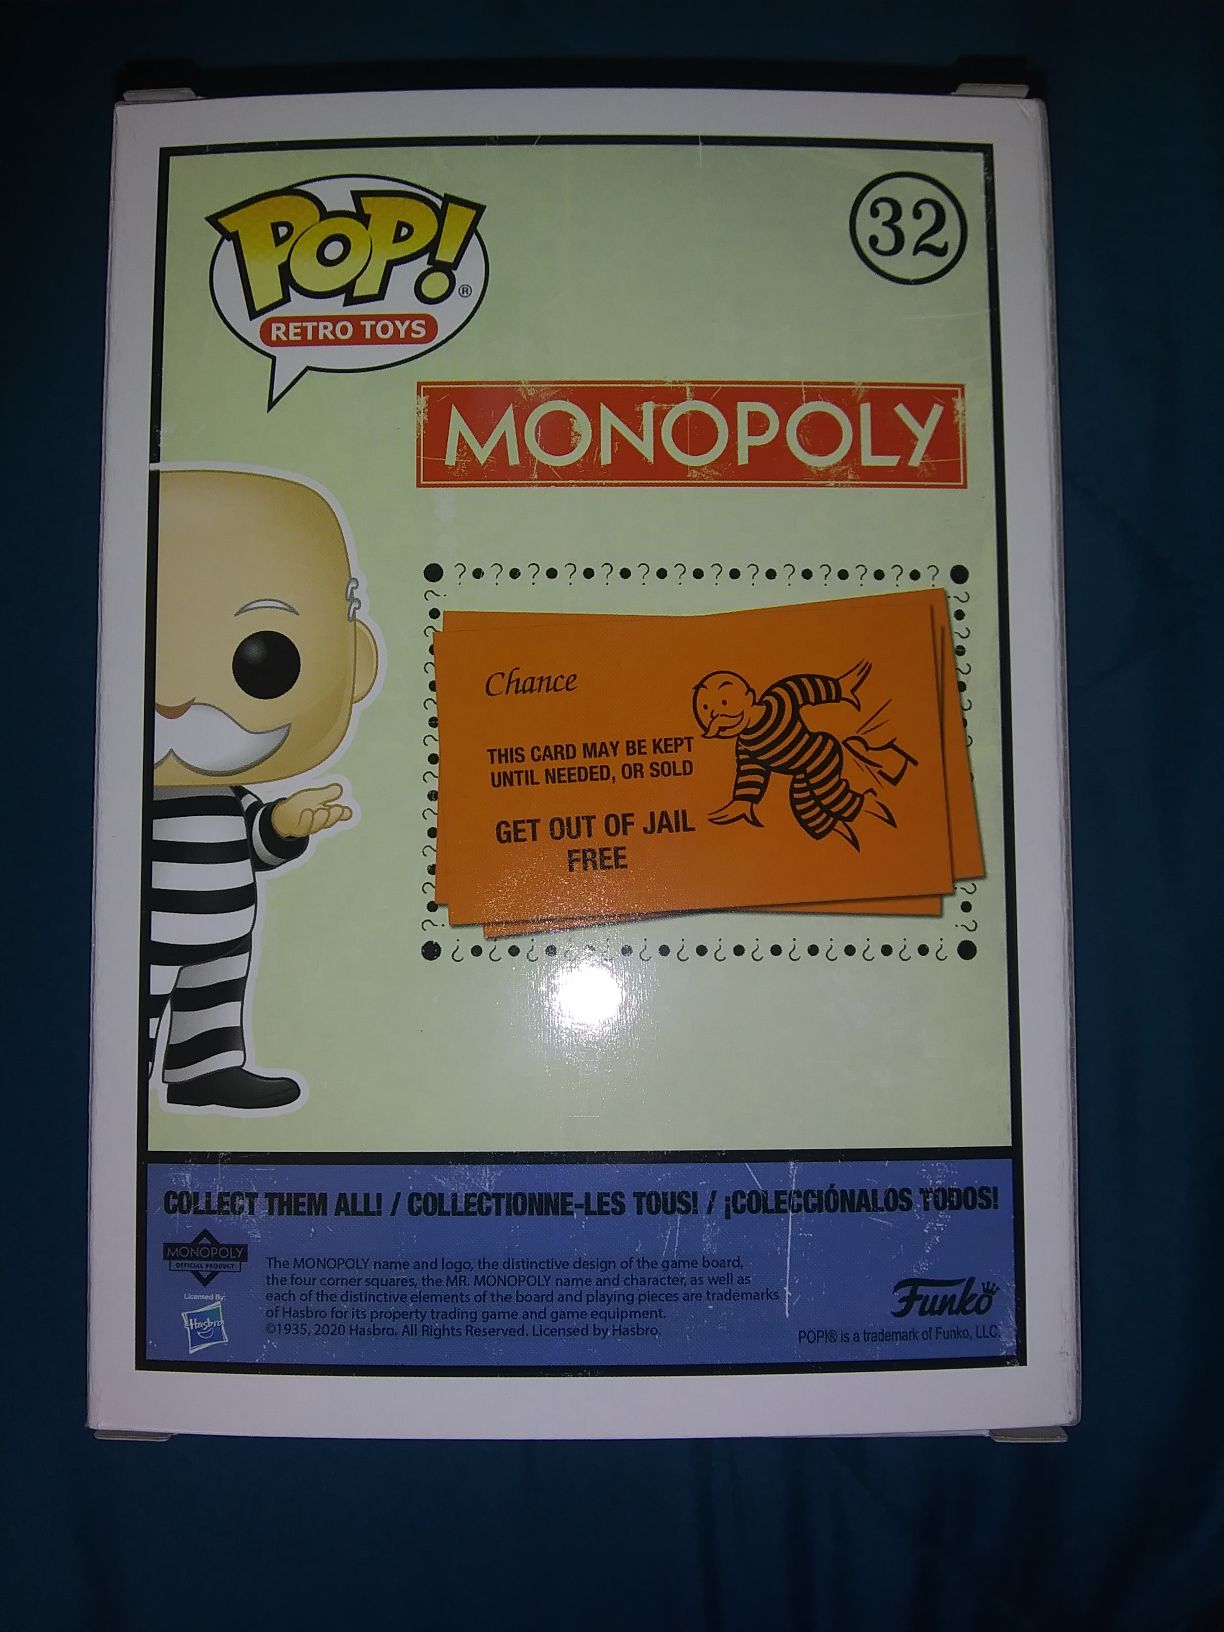 POP! ®
RETRO TOYS
32
MONOPOLY
Chance
THIS CARD MAY BE KEPT
UNTIL NEEDED, OR SOLD
GET OUT OF JAIL
FREE
COLLECT THEM ALL! / COLLECTIONNE-LES TOUS! / ¡COLECCIÓNALOS TODOS!
MONOPOLY
OFFICIAL PRODUCT
Licensed By:
Hasbro
The MONOPOLY name and logo, the distinctive design of the game board,
the four corner squares, the MR. MONOPOLY name and character, as well as
each of the distinctive elements of the board and playing pieces are trademarks
of Hasbro for its property trading game and game equipment.
©1935, 2020 Hasbro. All Rights Reserved. Licensed by Hasbro.
Funko
POP!® is a trademark of Funko, LLC.